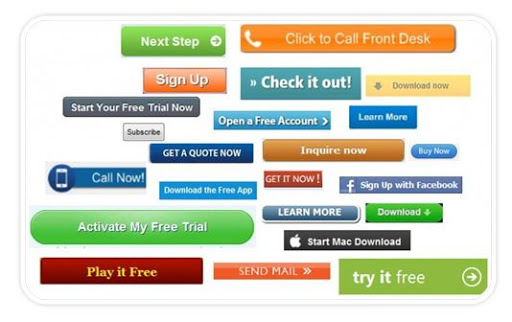 Next Step
Click to Call Front Desk
Sign Up
» Check it out!
Download now
Start Your Free Trial Now
Open a Free Account
Learn More
Subscribe
GET A QUOTE NOW
Inquire now
Buy Now
Call Now!
Download the Free App
GET IT NOW !
Sign Up with Facebook
Activate My Free Trial
LEARN MORE
Download
Start Mac Download
Play it Free
SEND MAIL »
try it free